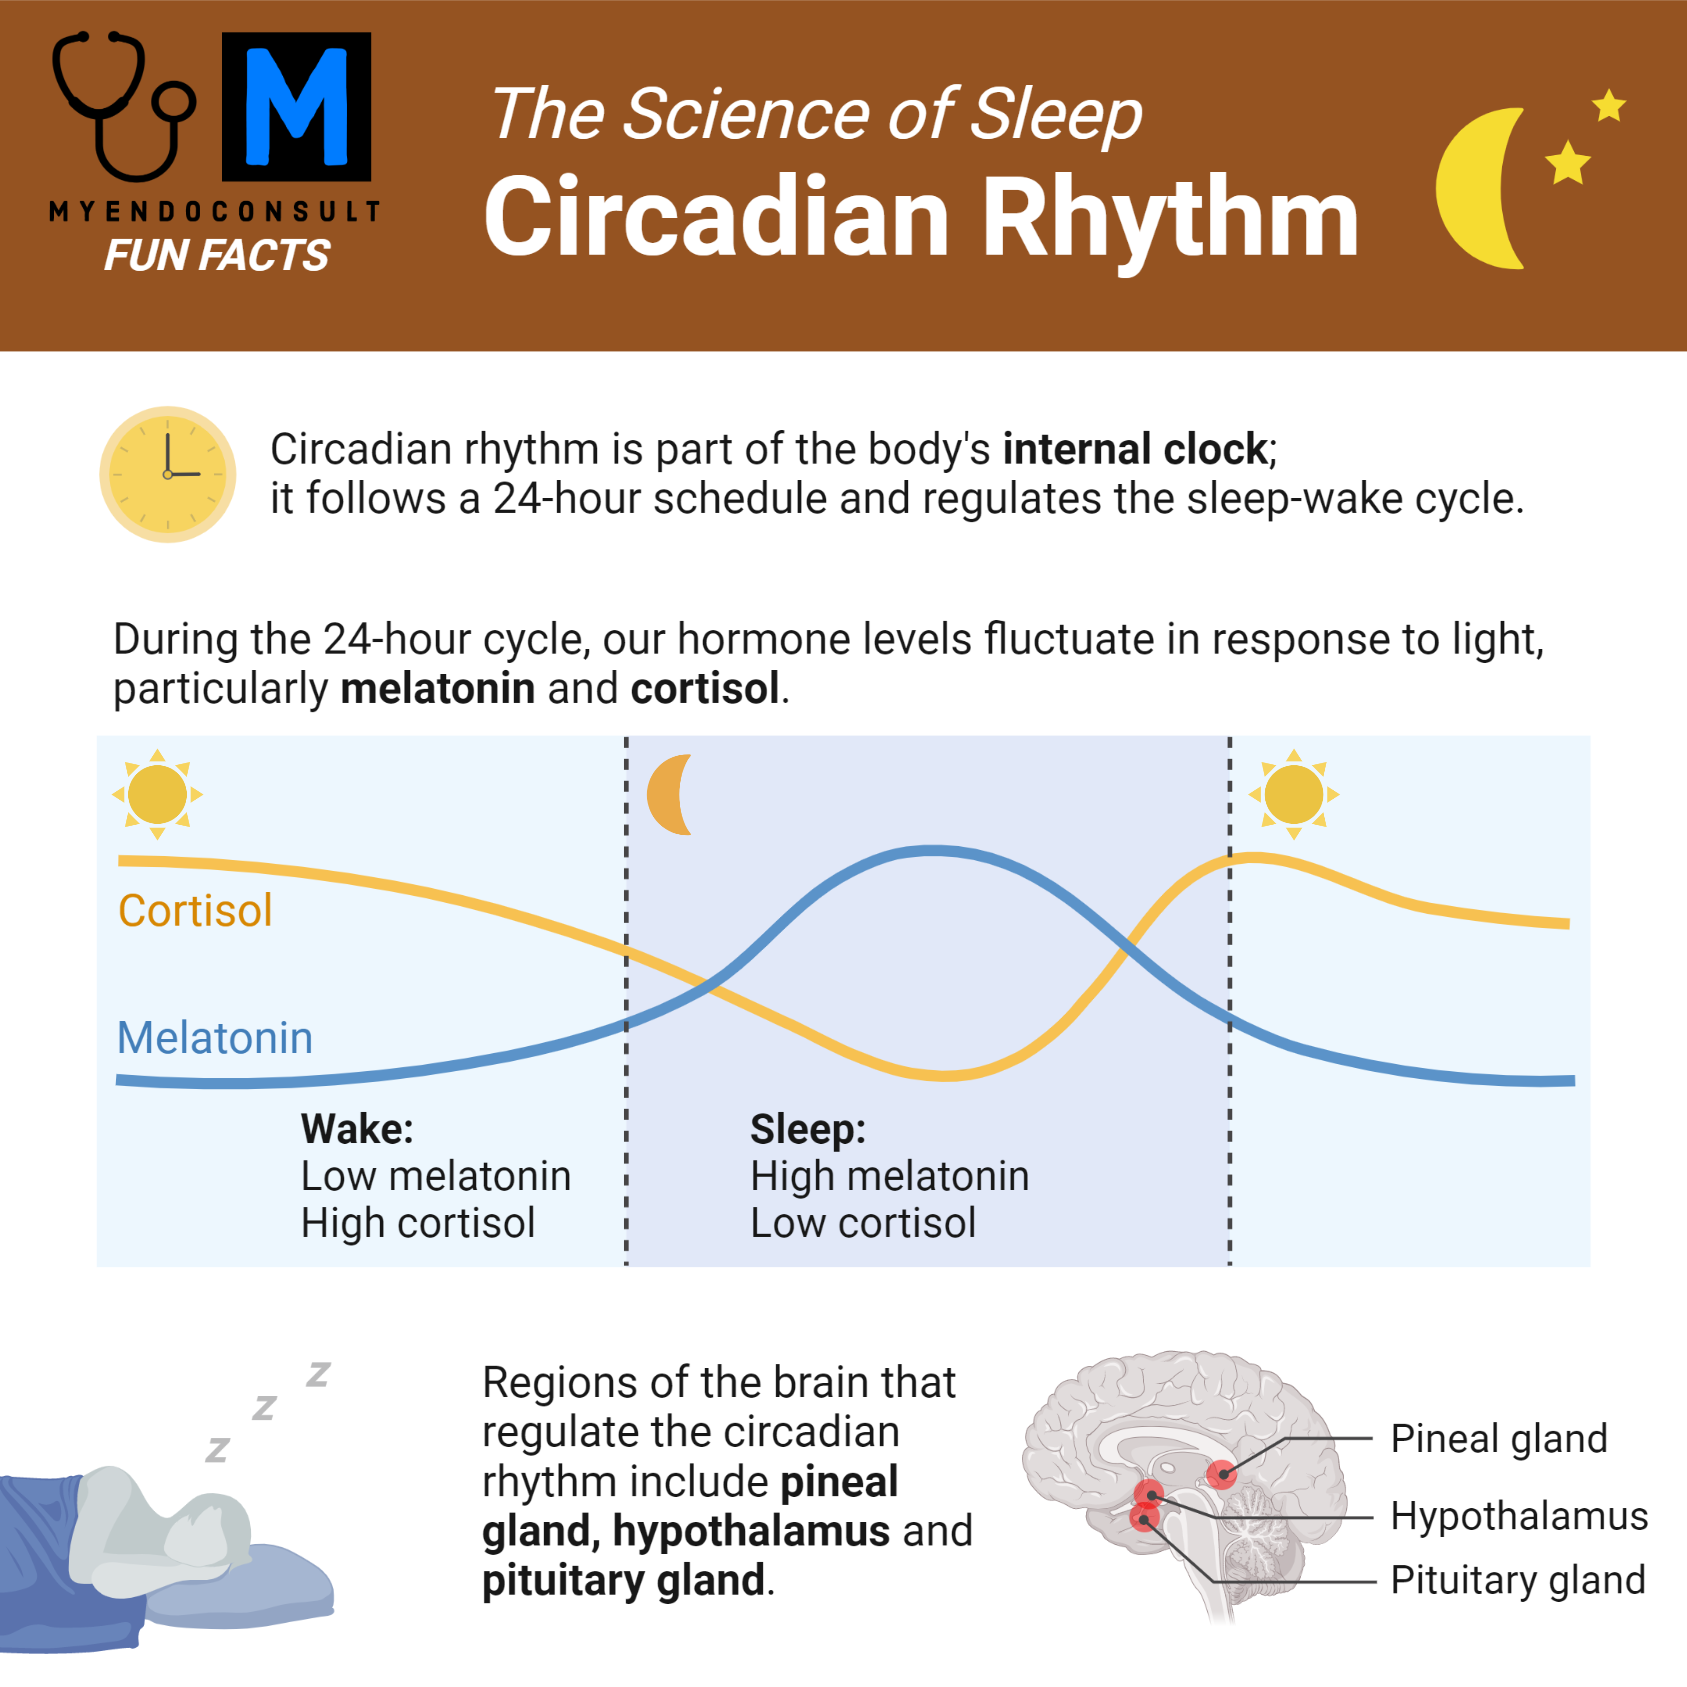 M
MYENDOCONSULT
FUN FACTS
The Science of Sleep
Circadian Rhythm
Circadian rhythm is part of the body's internal clock;
it follows a 24-hour schedule and regulates the sleep-wake cycle.
During the 24-hour cycle, our hormone levels fluctuate in response to light,
particularly melatonin and cortisol.
Cortisol
Melatonin
Wake:
Low melatonin
High cortisol
Sleep:
High melatonin
Low cortisol
z
z
z
Regions of the brain that
regulate the circadian
rhythm include pineal
gland, hypothalamus and
pituitary gland.
Pineal gland
Hypothalamus
Pituitary gland